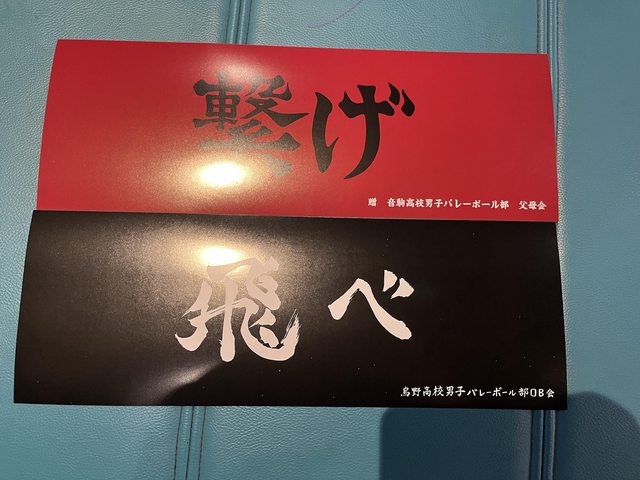 繋げ
贈 音駒高校男子バレーボール部 父母会
飛べ
烏野高校男子バレーボール部OB会